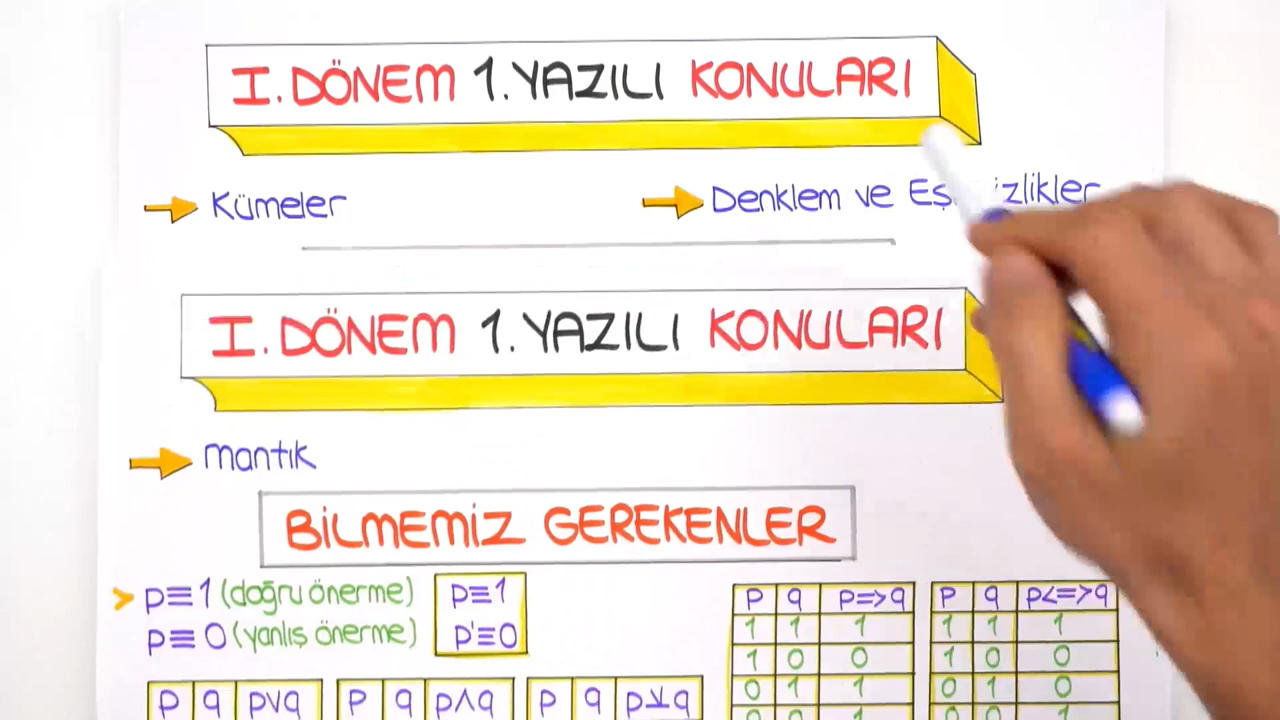 I. DÖNEM 1. YAZILI KONULARI
Kümeler
Denklem ve
I. DÖNEM 1. YAZILI KONULARI
mantık
BİLMEMİZ GEREKENLER
p≡1 (doğru önerme)
p≡0 (yanlış önerme)
p≡1
p'≡0
p q p=>q
1 1 1
1 0 0
0 1 1
p q p<=>q
1 1 1
1 0 0
0 1 0
p q p∨q
p q p∧q
p q p⊻q